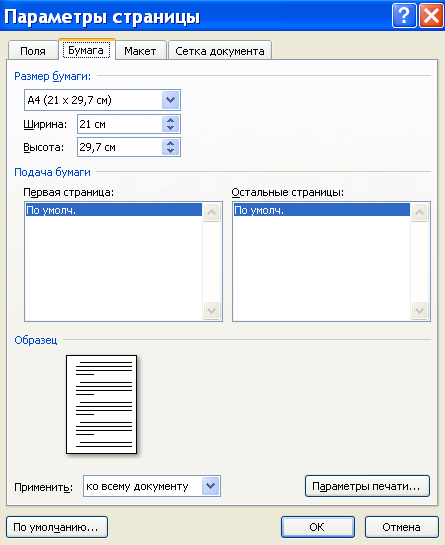 Параметры страницы
Поля Бумага Макет Сетка документа
Размер бумаги:
A4 (21 x 29,7 см)
Ширина: 21 см
Высота: 29,7 см
Подача бумаги
Первая страница: Остальные страницы:
По умолч. По умолч.
Образец
Применить: ко всему документу Параметры печати...
По умолчанию... ОК Отмена